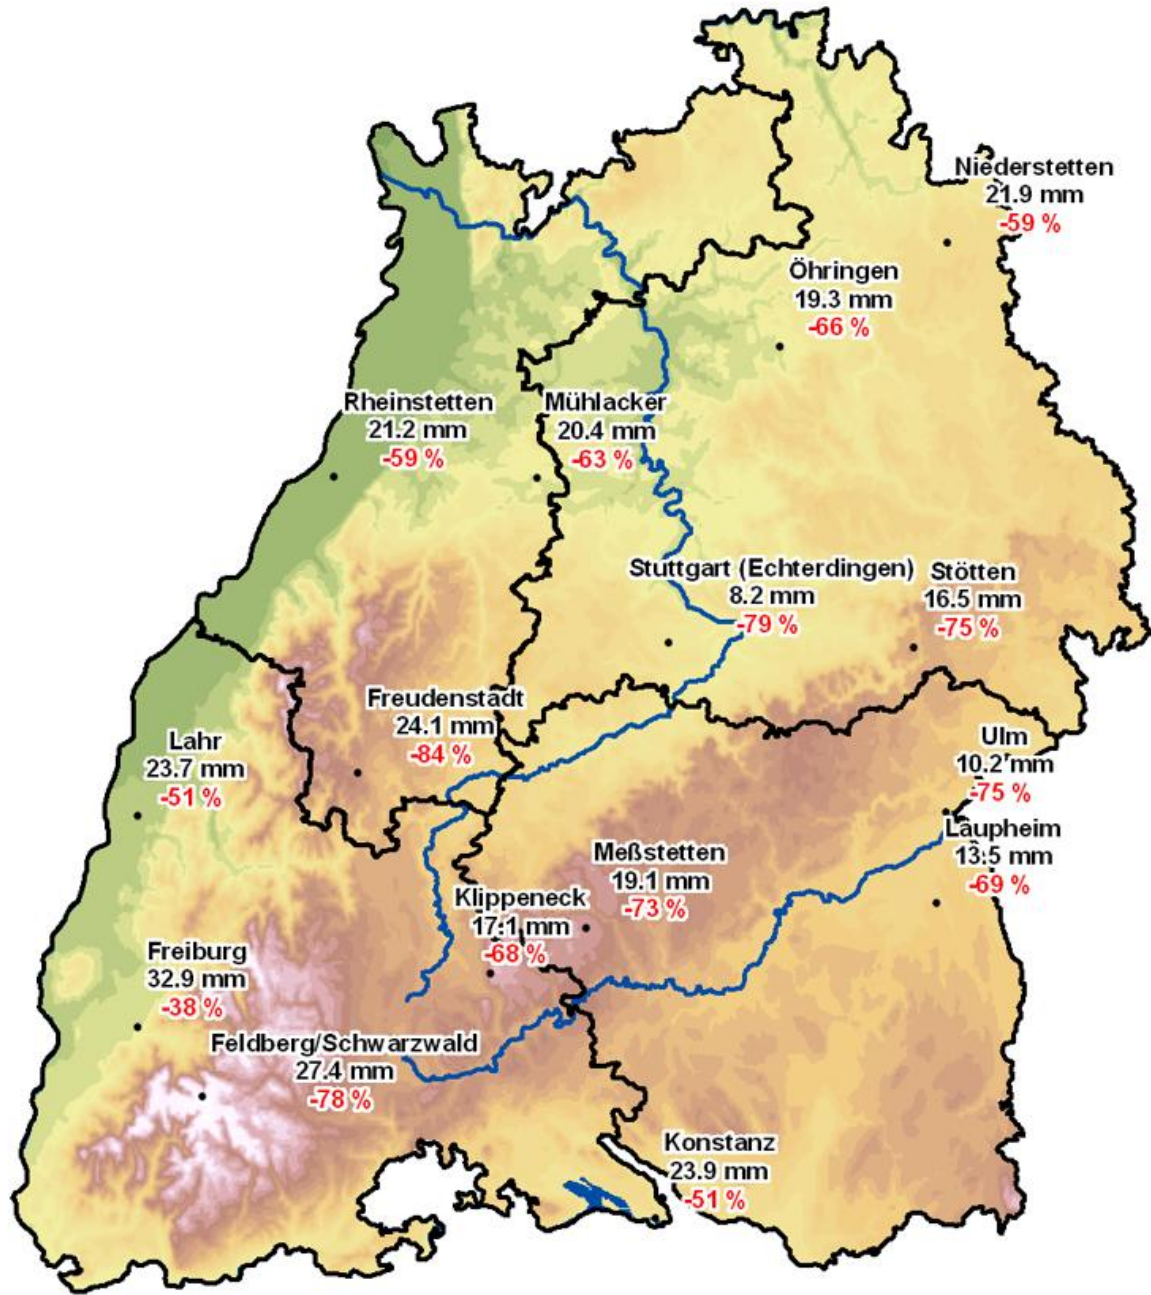 Niederstetten
21.9 mm
-59 %
Öhringen
19.3 mm
-66 %
Rheinstetten
21.2 mm
-59 %
Mühlacker
20.4 mm
-63 %
Stuttgart (Echterdingen)
8.2 mm
-79 %
Stötten
16.5 mm
-75 %
Freudenstadt
24.1 mm
-84 %
Lahr
23.7 mm
-51 %
Ulm
10.2 mm
-75 %
Laupheim
13.5 mm
-69 %
Meßstetten
19.1 mm
-73 %
Klippeneck
17.1 mm
-68 %
Freiburg
32.9 mm
-38 %
Feldberg/Schwarzwald
27.4 mm
-78 %
Konstanz
23.9 mm
-51 %